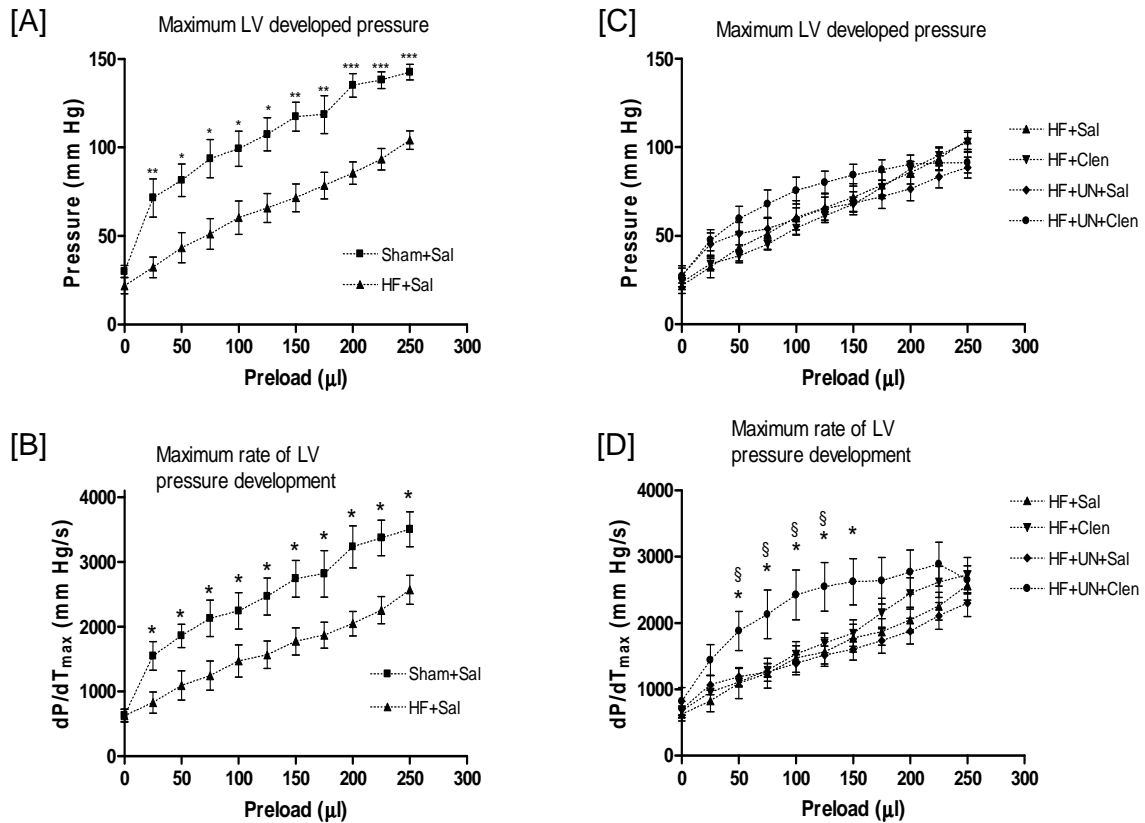 [A]
Maximum LV developed pressure
***
***
***
**
**
*
*
*
*
**
150
100
50
0
Pressure (mm Hg)
Sham+Sal
HF+Sal
0 50 100 150 200 250 300
Preload (μl)
[C]
Maximum LV developed pressure
150
100
50
0
Pressure (mm Hg)
HF+Sal
HF+Clen
HF+UN+Sal
HF+UN+Clen
0 50 100 150 200 250 300
Preload (μl)
[B]
Maximum rate of LV
pressure development
* * * * * * * * * *
4000
3000
2000
1000
0
dP/dTmax (mm Hg/s)
Sham+Sal
HF+Sal
0 50 100 150 200 250 300
Preload (μl)
[D]
Maximum rate of LV
pressure development
§ § § §
* * * * *
4000
3000
2000
1000
0
dP/dTmax (mm Hg/s)
HF+Sal
HF+Clen
HF+UN+Sal
HF+UN+Clen
0 50 100 150 200 250 300
Preload (μl)